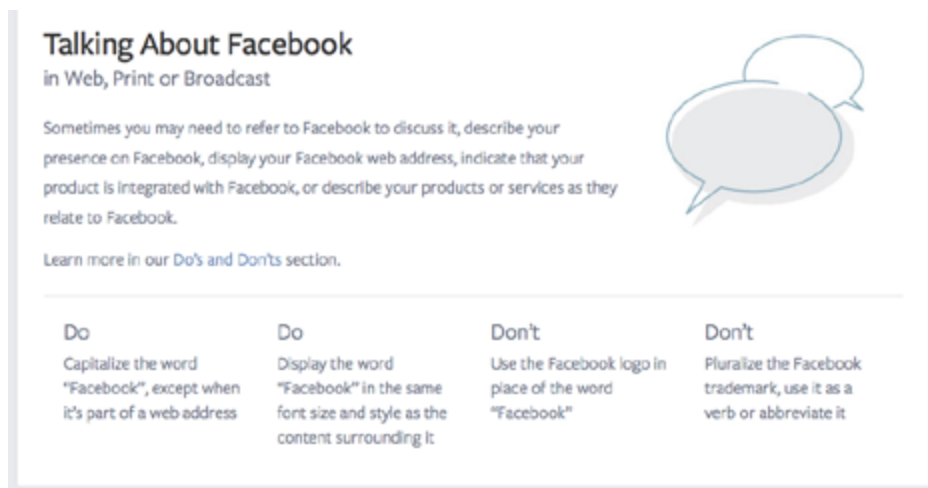 Talking About Facebook
in Web, Print or Broadcast
Sometimes you may need to refer to Facebook to discuss it, describe your
presence on Facebook, display your Facebook web address, indicate that your
product is integrated with Facebook, or describe your products or services as they
relate to Facebook.
Learn more in our Do's and Don'ts section.
Do
Capitalize the word
"Facebook", except when
it's part of a web address
Do
Display the word
"Facebook" in the same
font size and style as the
content surrounding it
Don't
Use the Facebook logo in
place of the word
"Facebook"
Don't
Pluralize the Facebook
trademark, use it as a
verb or abbreviate it